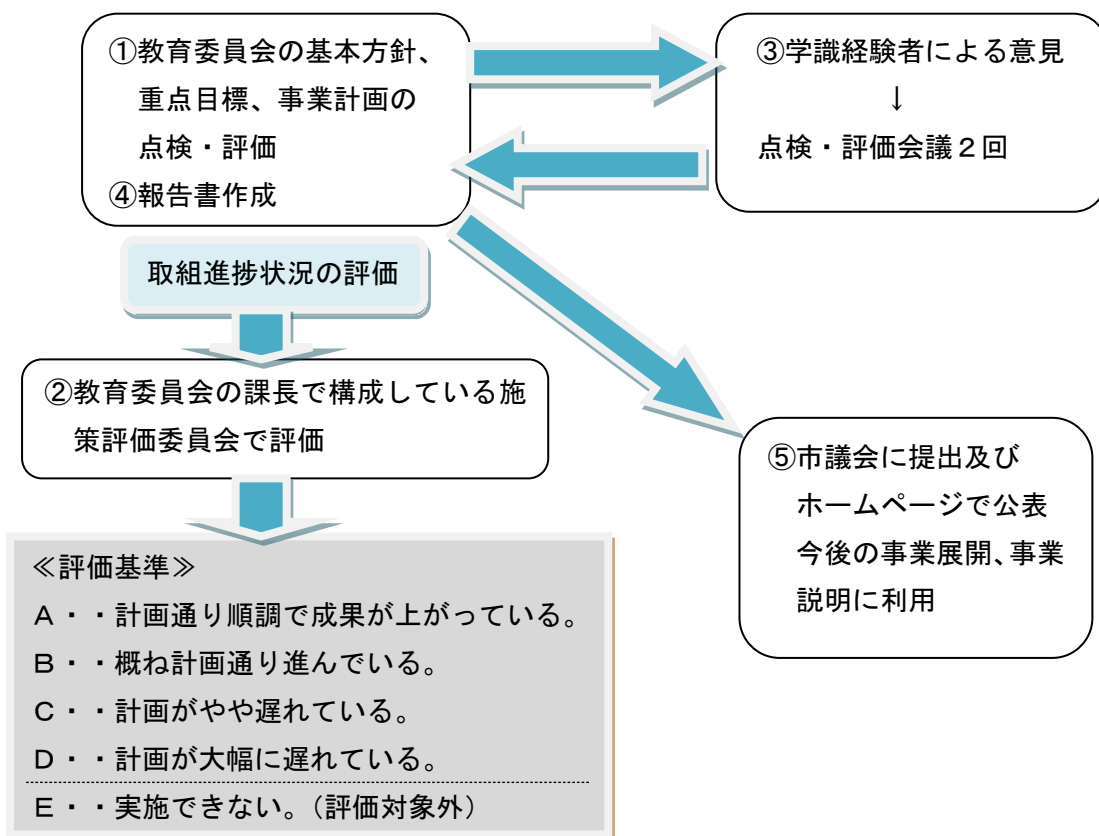 ①教育委員会の基本方針、
重点目標、事業計画の
点検・評価
④報告書作成
③学識経験者による意見
↓
点検・評価会議２回
取組進捗状況の評価
②教育委員会の課長で構成している施
策評価委員会で評価
⑤市議会に提出及び
ホームページで公表
今後の事業展開、事業
説明に利用
≪評価基準≫
Ａ・・計画通り順調で成果が上がっている。
Ｂ・・概ね計画通り進んでいる。
Ｃ・・計画がやや遅れている。
Ｄ・・計画が大幅に遅れている。
Ｅ・・実施できない。（評価対象外）